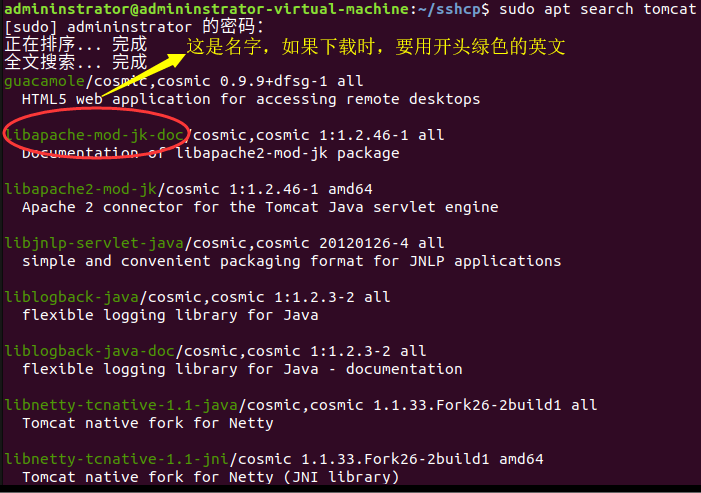 admininstrator@admininstrator-virtual-machine:~/sshcp$ sudo apt search tomcat
[sudo] admininstrator 的密码：
正在排序... 完成
这是名字，如果下载时，要用开头绿色的英文
全文搜索... 完成
guacamole/cosmic,cosmic 0.9.9+dfsg-1 all
HTML5 web application for accessing remote desktops
libapache-mod-jk-doc/cosmic,cosmic 1:1.2.46-1 all
Documentation of libapache2-mod-jk package
libapache2-mod-jk/cosmic 1:1.2.46-1 amd64
Apache 2 connector for the Tomcat Java servlet engine
libjnlp-servlet-java/cosmic,cosmic 20120126-4 all
simple and convenient packaging format for JNLP applications
liblogback-java/cosmic,cosmic 1:1.2.3-2 all
flexible logging library for Java
liblogback-java-doc/cosmic,cosmic 1:1.2.3-2 all
flexible logging library for Java - documentation
libnetty-tcnative-1.1-java/cosmic,cosmic 1.1.33.Fork26-2build1 all
Tomcat native fork for Netty
libnetty-tcnative-1.1-jni/cosmic 1.1.33.Fork26-2build1 amd64
Tomcat native fork for Netty (JNI library)